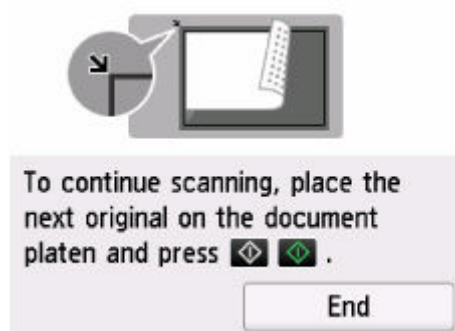 To continue scanning, place the
next original on the document
platen and press .
End